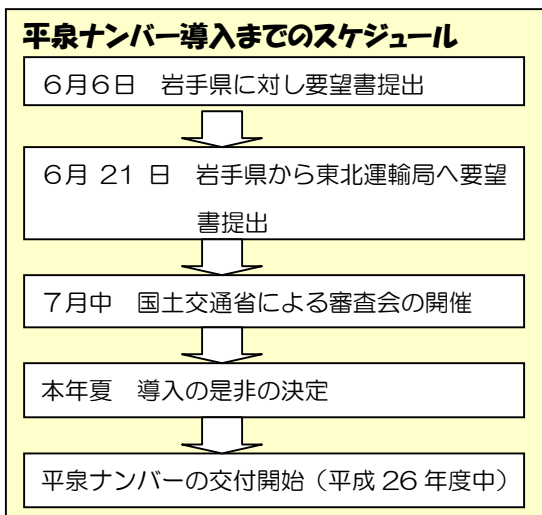 平泉ナンバー導入までのスケジュール
６月６日　岩手県に対し要望書提出
６月 21 日　岩手県から東北運輸局へ要望
書提出
７月中　国土交通省による審査会の開催
本年夏　導入の是非の決定
平泉ナンバーの交付開始（平成 26 年度中）